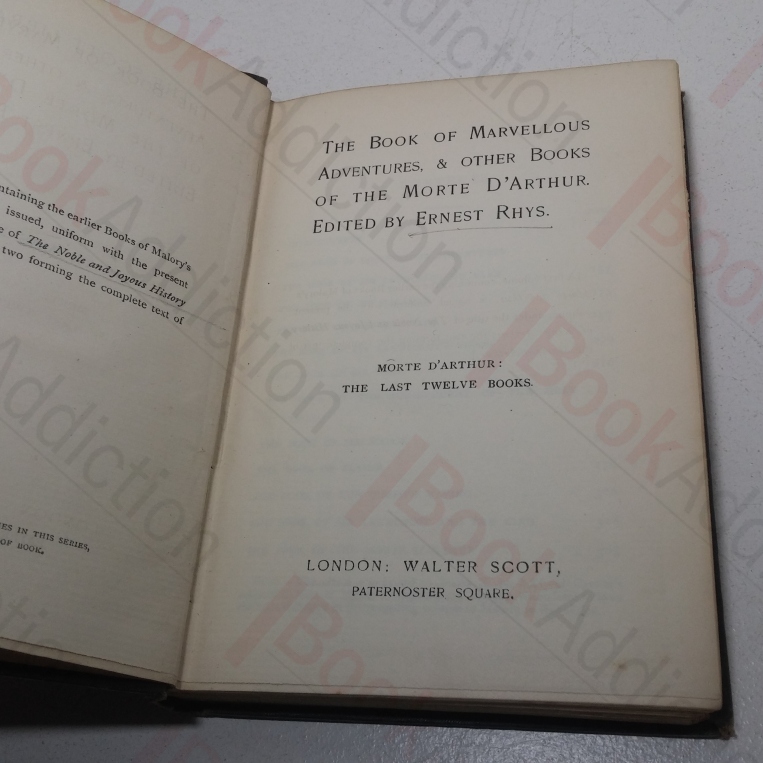 ntaining the earlier Books of Malory's
issued, uniform with the present
e of The Noble and Joyous History
two forming the complete text of
ES IN THIS SERIES,
OF BOOK.
THE BOOK OF MARVELLOUS
ADVENTURES, & OTHER BOOKS
OF THE MORTE D'ARTHUR.
EDITED BY ERNEST RHYS.
MORTE D'ARTHUR:
THE LAST TWELVE BOOKS.
LONDON: WALTER SCOTT,
PATERNOSTER SQUARE.
BookAddiction